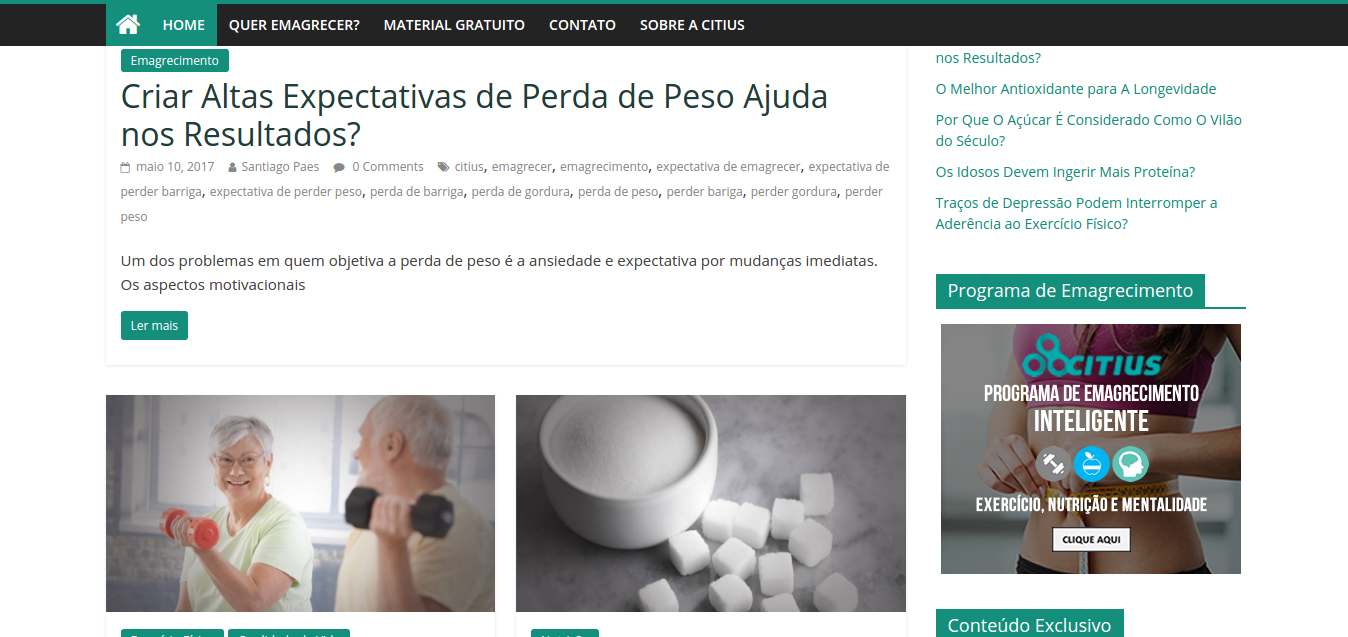 HOME QUER EMAGRECER? MATERIAL GRATUITO CONTATO SOBRE A CITIUS
Emagrecimento
Criar Altas Expectativas de Perda de Peso Ajuda
nos Resultados?
maio 10, 2017 Santiago Paes 0 Comments citius, emagrecer, emagrecimento, expectativa de emagrecer, expectativa de
perder barriga, expectativa de perder peso, perda de barriga, perda de gordura, perda de peso, perder bariga, perder gordura, perder
peso
Um dos problemas em quem objetiva a perda de peso é a ansiedade e expectativa por mudanças imediatas.
Os aspectos motivacionais
Ler mais
nos Resultados?
O Melhor Antioxidante para A Longevidade
Por Que O Açúcar É Considerado Como O Vilão
do Século?
Os Idosos Devem Ingerir Mais Proteína?
Traços de Depressão Podem Interromper a
Aderência ao Exercício Físico?
Programa de Emagrecimento
CITIUS
PROGRAMA DE EMAGRECIMENTO
INTELIGENTE
EXERCÍCIO, NUTRIÇÃO E MENTALIDADE
CLIQUE AQUI
Conteúdo Exclusivo